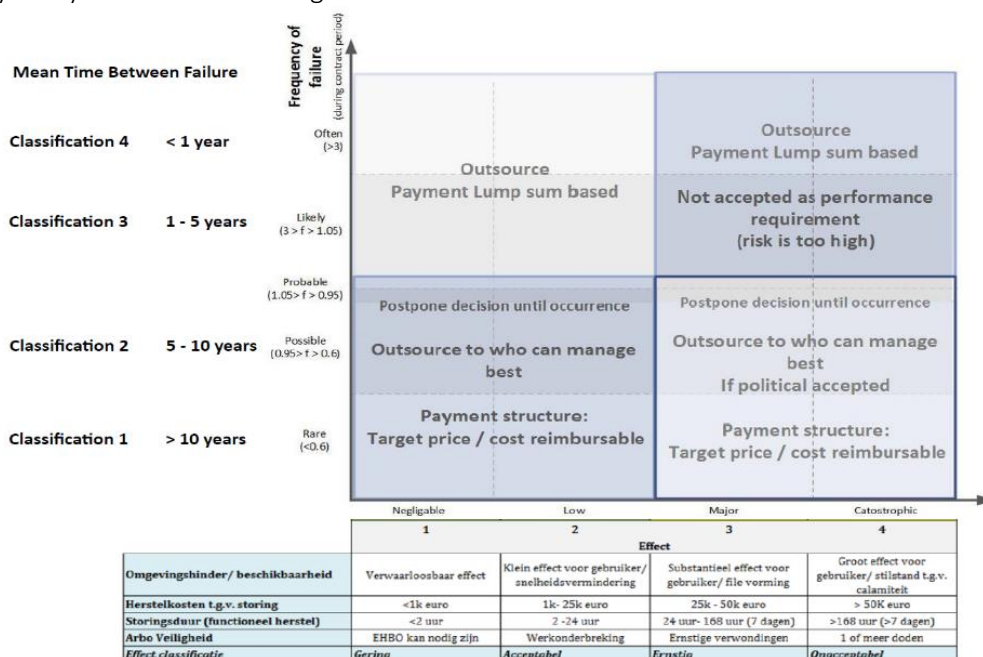 Mean Time Between Failure
Frequency of
failure
(during contract period)
Classification 4 < 1 year
Often
(>3)
Outsource
Payment Lump sum based
Outsource
Payment Lump sum based
Classification 3 1 - 5 years
Likely
(3 > f > 1.05)
Not accepted as performance
requirement
(risk is too high)
Probable
(1.05> f > 0.95)
Postpone decision until occurrence
Postpone decision until occurrence
Classification 2 5 - 10 years
Possible
(0.95> f > 0.6)
Outsource to who can manage
best
Outsource to who can manage
best
If political accepted
Classification 1 > 10 years
Rare
(<0.6)
Payment structure:
Target price / cost reimbursable
Payment structure:
Target price / cost reimbursable
Negligable Low Major Catostrophic
1 2 3 4
Effect
Omgevingshinder/ beschikbaarheid
Verwaarloosbaar effect
Klein effect voor gebruiker/
snelheidsvermindering
Substantieel effect voor
gebruiker/ file vorming
Groot effect voor
gebruiker/ stilstand t.g.v.
calamiteit
Herstelkosten t.g.v. storing <1k euro 1k- 25k euro 25k - 50k euro > 50K euro
Storingsduur (functioneel herstel) <2 uur 2 -24 uur 24 uur- 168 uur (7 dagen) >168 uur (>7 dagen)
Arbo Veiligheid EHBO kan nodig zijn Werkonderbreking Ernstige verwondingen 1 of meer doden
Effect classificatie Gering Acceptabel Ernstig Onacceptabel